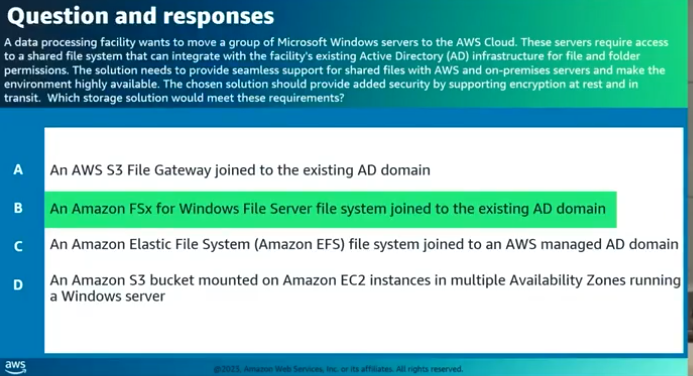 Question and responses
A data processing facility wants to move a group of Microsoft Windows servers to the AWS Cloud. These servers require access
to a shared file system that can integrate with the facility's existing Active Directory (AD) infrastructure for file and folder
permissions. The solution needs to provide seamless support for shared files with AWS and on-premises servers and make the
environment highly available. The chosen solution should provide added security by supporting encryption at rest and in
transit. Which storage solution would meet these requirements?
A An AWS S3 File Gateway joined to the existing AD domain
B An Amazon FSx for Windows File Server file system joined to the existing AD domain
C An Amazon Elastic File System (Amazon EFS) file system joined to an AWS managed AD domain
D An Amazon S3 bucket mounted on Amazon EC2 instances in multiple Availability Zones running
a Windows server
aws
@2023, Amazon Web Services, Inc. or its affiliates. All rights reserved.